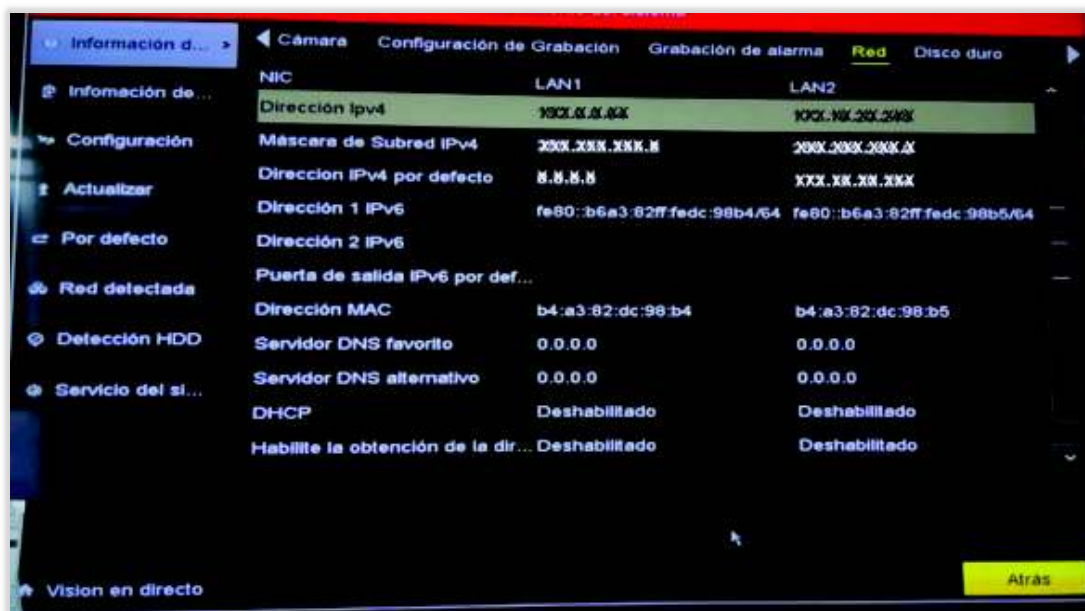 Información d...
Infomación de...
Configuración
Actualizar
Por defecto
Red detectada
Detección HDD
Servicio del si...
Vision en directo
Cámara Configuración de Grabación Grabación de alarma Red Disco duro
NIC LAN1 LAN2
Dirección Ipv4
Máscara de Subred IPv4
Direccion IPv4 por defecto
Dirección 1 IPv6 fe80::b6a3:82ff:fedc:98b4/64 fe80::b6a3:82ff:fedc:98b5/64
Dirección 2 IPv6
Puerta de salida IPv6 por def...
Dirección MAC b4:a3:82:dc:98:b4 b4:a3:82:dc:98:b5
Servidor DNS favorito 0.0.0.0 0.0.0.0
Servidor DNS alternativo 0.0.0.0 0.0.0.0
DHCP Deshabilitado Deshabilitado
Habilite la obtención de la dir... Deshabilitado Deshabilitado
Atrás